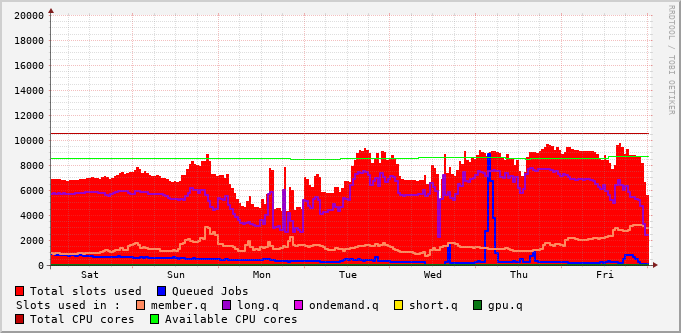 20000
18000
16000
14000
12000
10000
8000
6000
4000
2000
0
Sat Sun Mon Tue Wed Thu Fri
RRDTOOL / TOBI OETIKER
Total slots used Queued Jobs
Slots used in : member.q long.q ondemand.q short.q gpu.q
Total CPU cores Available CPU cores